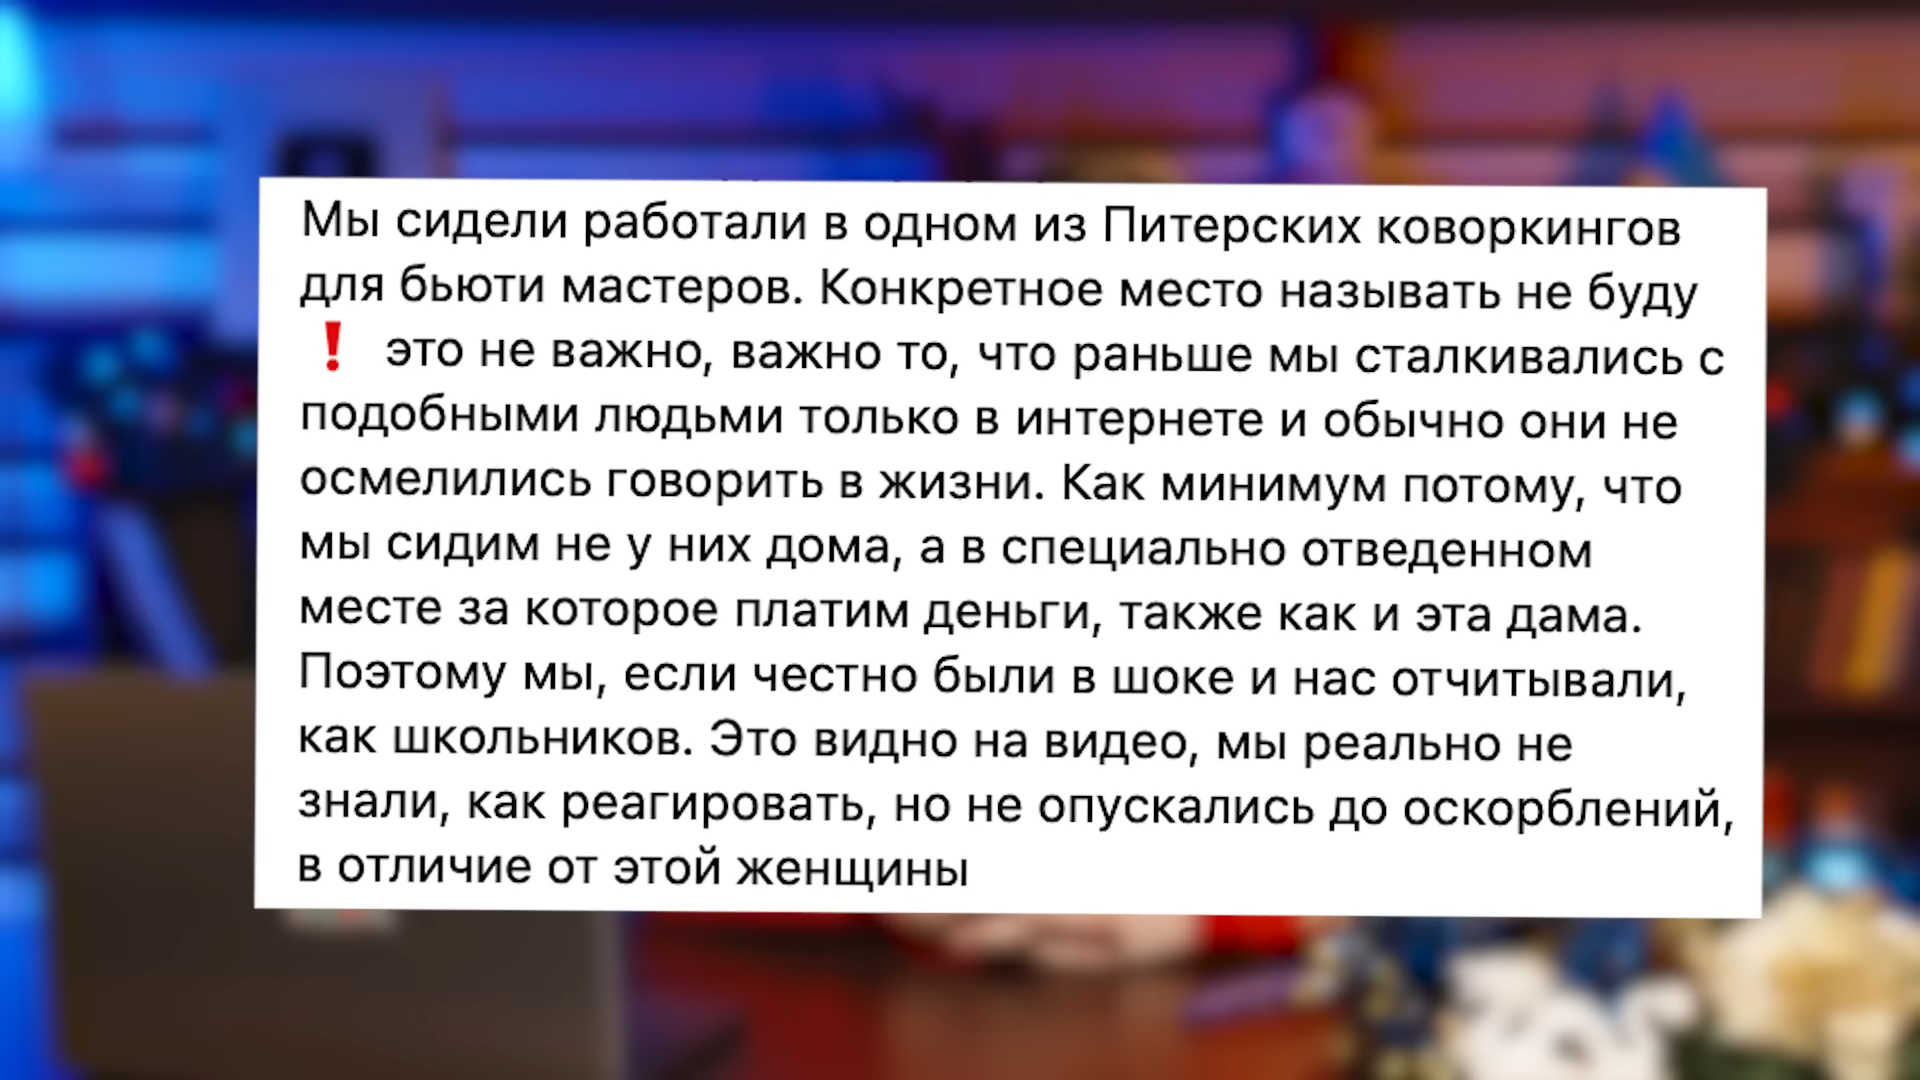 Мы сидели работали в одном из Питерских коворкингов
для бьюти мастеров. Конкретное место называть не буду
❗ это не важно, важно то, что раньше мы сталкивались с
подобными людьми только в интернете и обычно они не
осмелились говорить в жизни. Как минимум потому, что
мы сидим не у них дома, а в специально отведенном
месте за которое платим деньги, также как и эта дама.
Поэтому мы, если честно были в шоке и нас отчитывали,
как школьников. Это видно на видео, мы реально не
знали, как реагировать, но не опускались до оскорблений,
в отличие от этой женщины